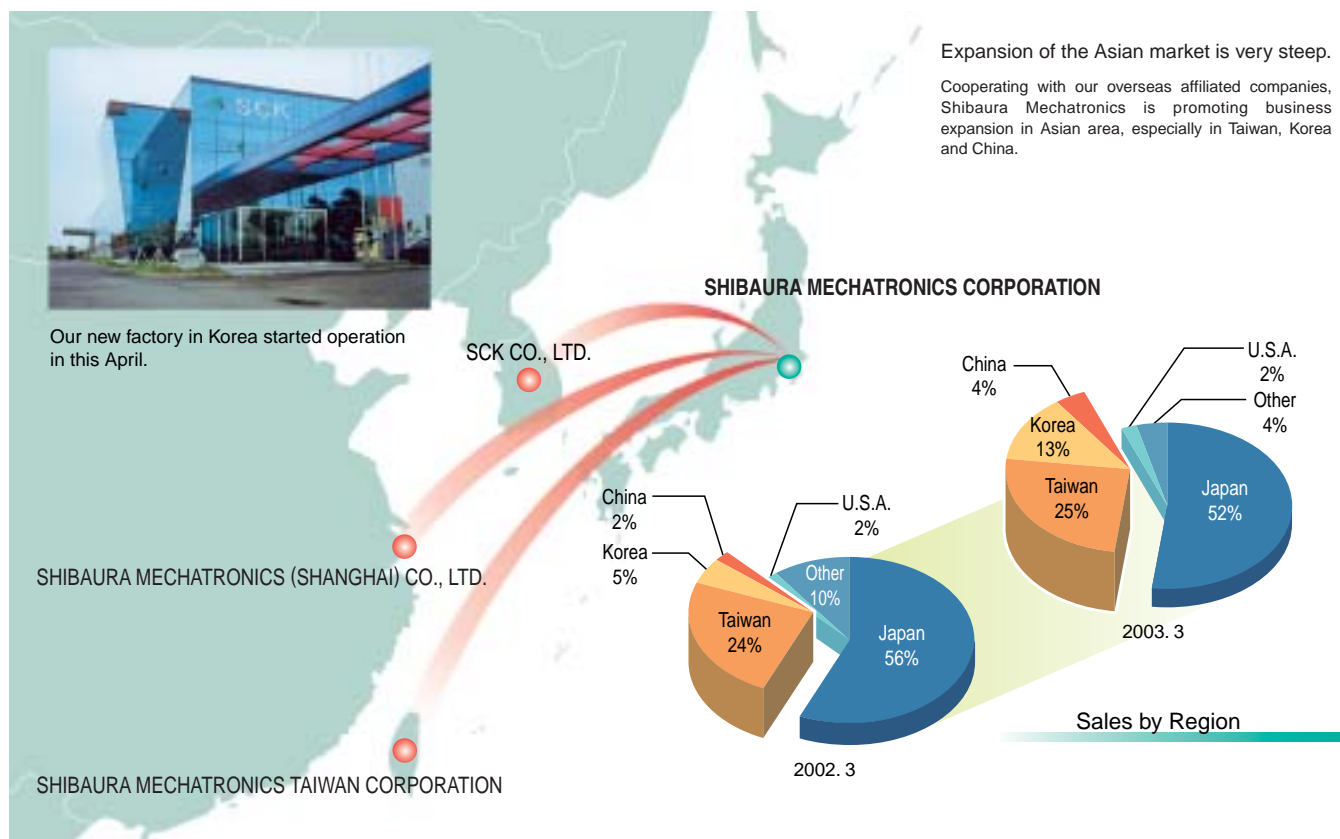 SCK
Expansion of the Asian market is very steep.
Cooperating with our overseas affiliated companies,
Shibaura Mechatronics is promoting business
expansion in Asian area, especially in Taiwan, Korea
and China.
Our new factory in Korea started operation
in this April.
SHIBAURA MECHATRONICS CORPORATION
SCK CO., LTD.
SHIBAURA MECHATRONICS (SHANGHAI) CO., LTD.
SHIBAURA MECHATRONICS TAIWAN CORPORATION
China
4%
U.S.A.
2%
Other
4%
Korea
13%
Taiwan
25%
Japan
52%
2003. 3
China
2%
U.S.A.
2%
Korea
5%
Other
10%
Taiwan
24%
Japan
56%
2002. 3
Sales by Region